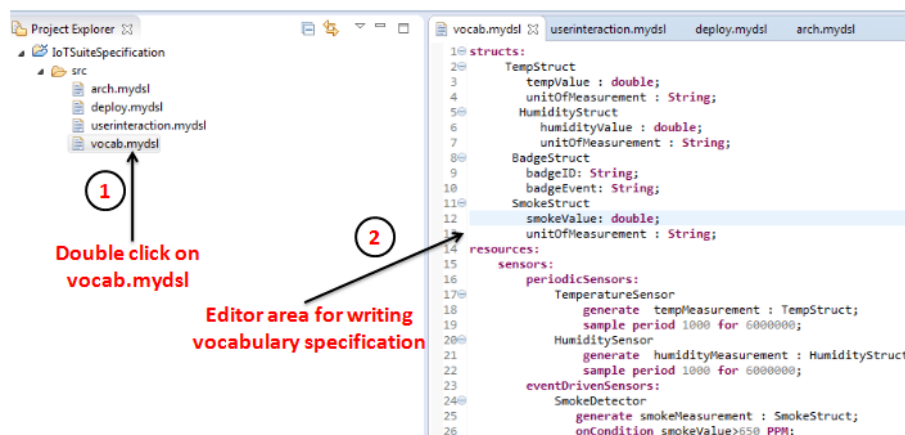 Project Explorer
IoTSuiteSpecification
src
arch.mydsl
deploy.mydsl
userinteraction.mydsl
vocab.mydsl
1
Double click on
vocab.mydsl
2
Editor area for writing
vocabulary specification
vocab.mydsl userinteraction.mydsl deploy.mydsl arch.mydsl
1 structs:
2 TempStruct
3 tempValue : double;
4 unitOfMeasurement : String;
5 HumidityStruct
6 humidityValue : double;
7 unitOfMeasurement : String;
8 BadgeStruct
9 badgeID: String;
10 badgeEvent: String;
11 SmokeStruct
12 smokeValue: double;
13 unitOfMeasurement : String;
14 resources:
15 sensors:
16 periodicSensors:
17 TemperatureSensor
18 generate tempMeasurement : TempStruct;
19 sample period 1000 for 6000000;
20 HumiditySensor
21 generate humidityMeasurement : HumidityStruct
22 sample period 1000 for 6000000;
23 eventDrivenSensors:
24 SmokeDetector
25 generate smokeMeasurement : SmokeStruct;
26 onCondition smokeValue>650 PPM;